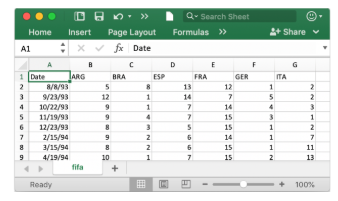 Search Sheet
Home Insert Page Layout Formulas >> Share
A1 fx Date
A B C D E F G
1 Date ARG BRA ESP FRA GER ITA
2 8/8/93 5 8 13 12 1 2
3 9/23/93 12 1 14 7 5 2
4 10/22/93 9 1 7 14 4 3
5 11/19/93 9 4 7 15 3 1
6 12/23/93 8 3 5 15 1 2
7 2/15/94 9 2 6 14 1 7
8 3/15/94 8 2 6 15 1 11
9 4/19/94 10 1 7 15 2 13
fifa +
Ready 100%